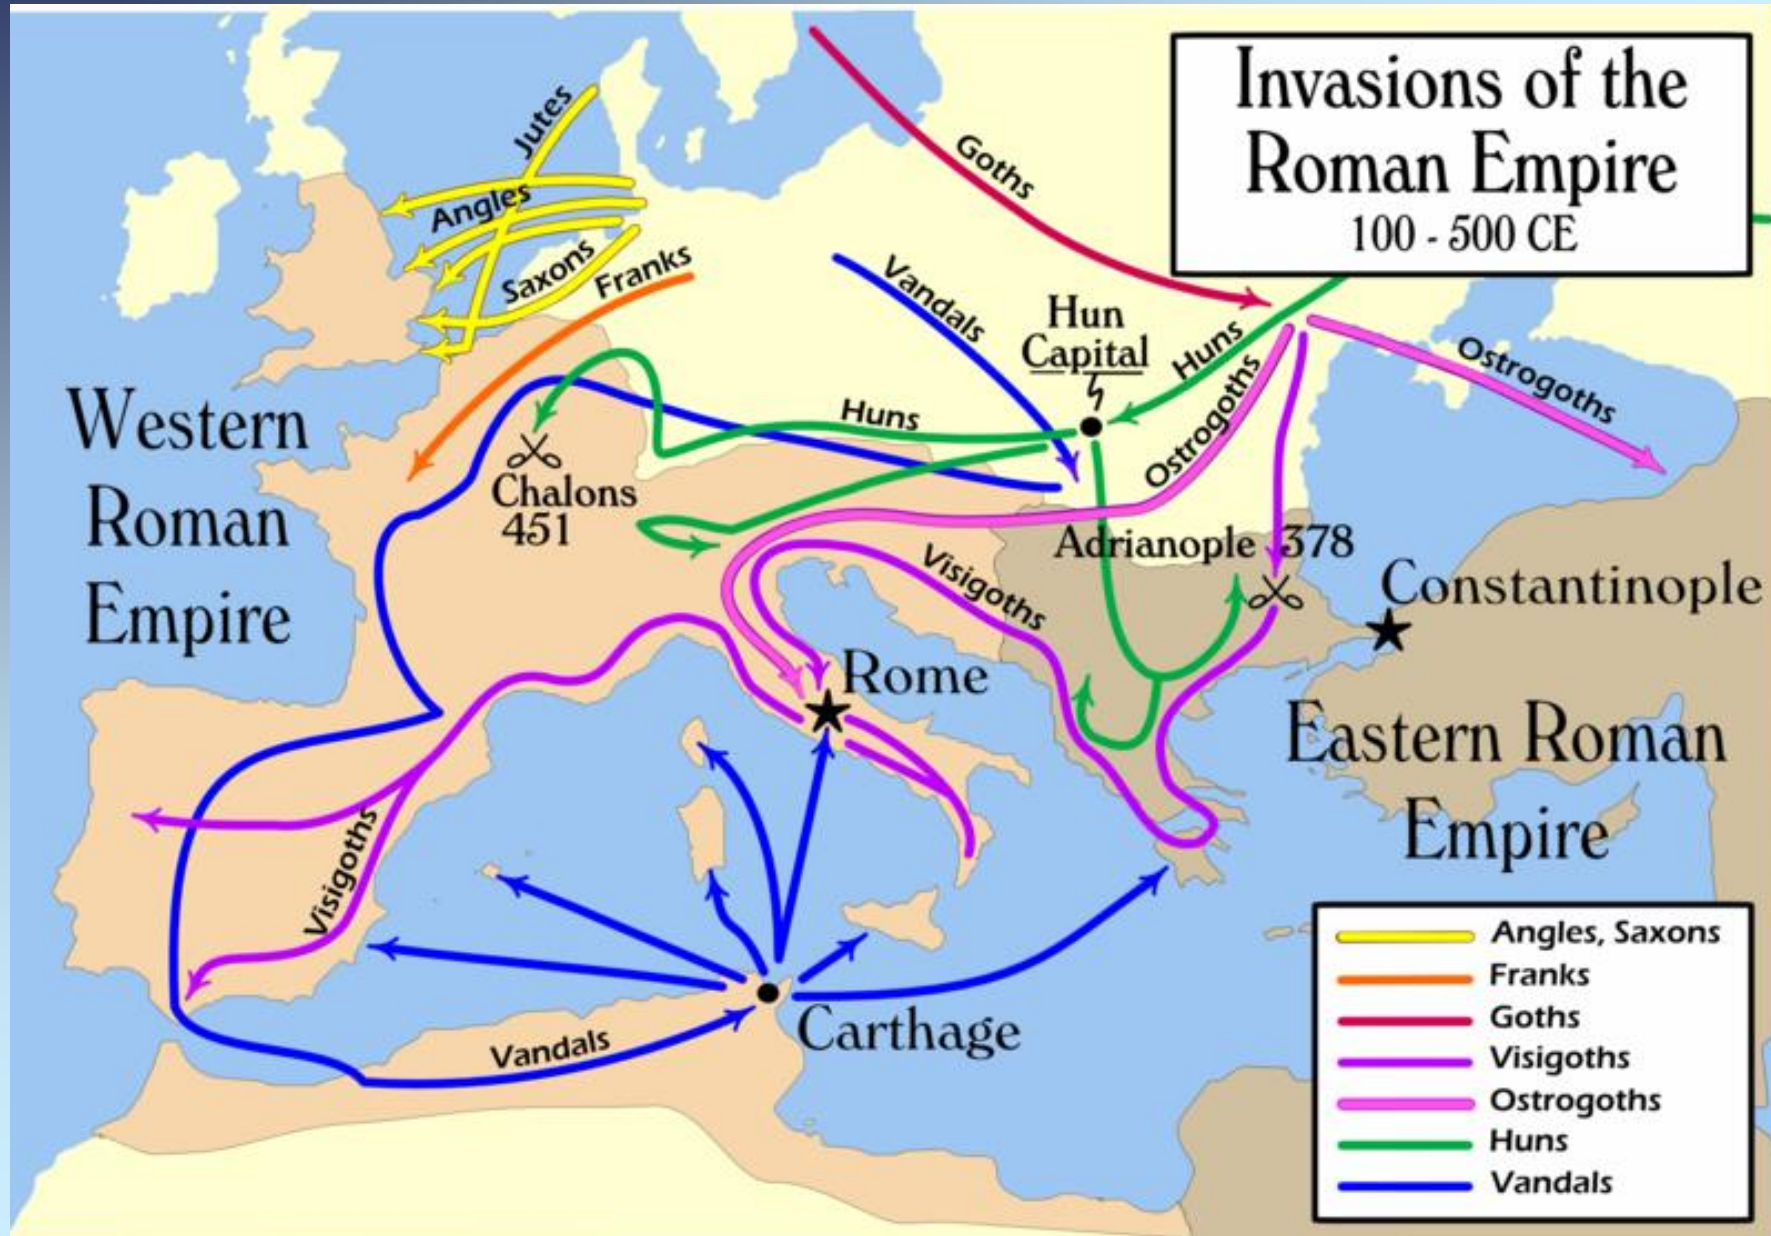 Invasions of the
Roman Empire
100 - 500 CE
Jutes
Angles
Saxons
Franks
Goths
Vandals
Hun
Capital
Huns
Ostrogoths
Ostrogoths
Huns
Western
Roman
Empire
Chalons
451
Adrianople 378
Constantinople
Visigoths
Rome
Eastern Roman
Empire
Visigoths
Carthage
Vandals
Angles, Saxons
Franks
Goths
Visigoths
Ostrogoths
Huns
Vandals